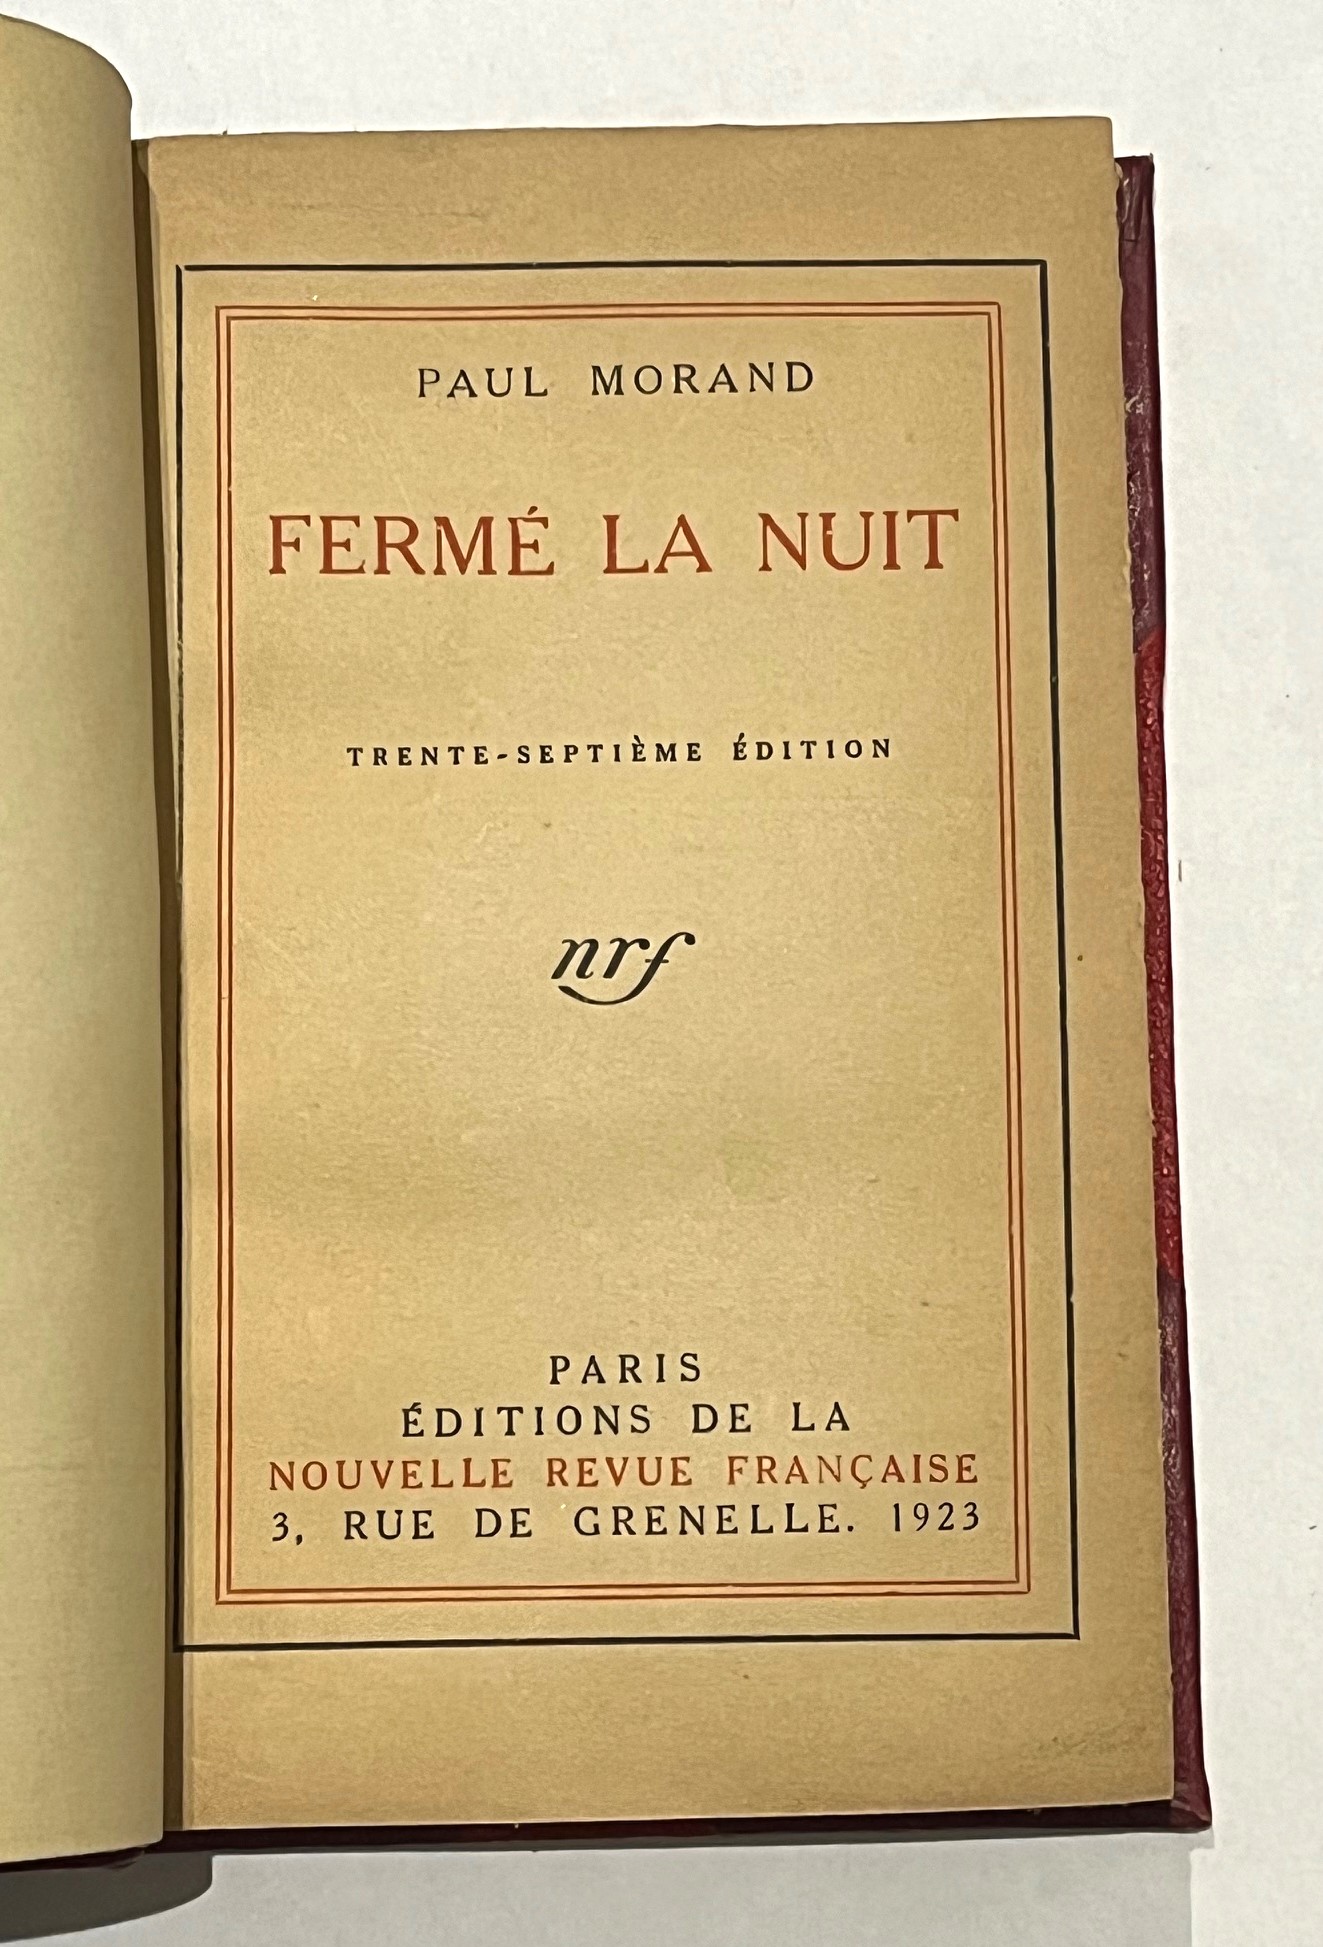 PAUL MORAND
FERMÉ LA NUIT
TRENTE-SEPTIÈME ÉDITION
nrf
PARIS
ÉDITIONS DE LA
NOUVELLE REVUE FRANÇAISE
3, RUE DE GRENELLE. 1923